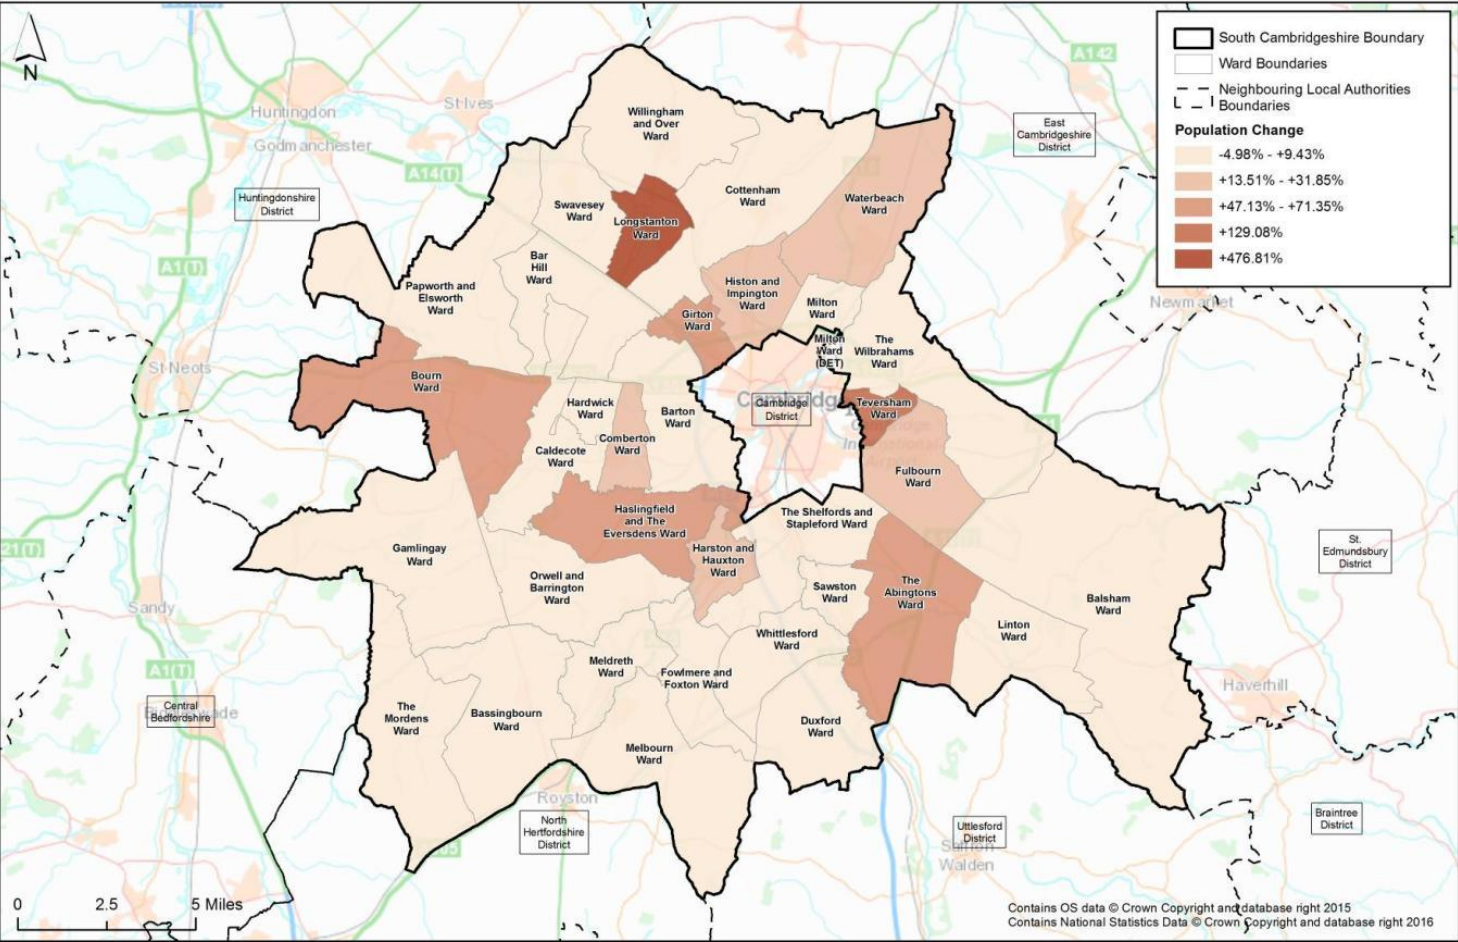 N
Huntingdon
St Ives
Godmanchester
A14(T)
A142
A1(T)
Huntingdonshire
District
East
Cambridgeshire
District
South Cambridgeshire Boundary
Ward Boundaries
Neighbouring Local Authorities
Boundaries
Population Change
-4.98% - +9.43%
+13.51% - +31.85%
+47.13% - +71.35%
+129.08%
+476.81%
Willingham
and Over
Ward
Cottenham
Ward
Waterbeach
Ward
Swavesey
Ward
Longstanton
Ward
Bar
Hill
Ward
Papworth and
Elsworth
Ward
Histon and
Impington
Ward
Girton
Ward
Milton
Ward
Milton
Ward
(DET)
The
Wilbrahams
Ward
Newmarket
St Neots
Bourn
Ward
Hardwick
Ward
Barton
Ward
Comberton
Ward
Caldecote
Ward
Cambridge
District
Teversham
Ward
Fulbourn
Ward
Haslingfield
and The
Eversdens Ward
The Shelfords and
Stapleford Ward
Harston and
Hauxton
Ward
Gamlingay
Ward
Orwell and
Barrington
Ward
Sawston
Ward
The
Abingtons
Ward
Balsham
Ward
Linton
Ward
St.
Edmundsbury
District
21(T)
Sandy
A1(T)
Whittlesford
Ward
Meldreth
Ward
Fowlmere and
Foxton Ward
Central
Bedfordshire
The
Mordens
Ward
Bassingbourn
Ward
Duxford
Ward
Melbourn
Ward
Haverhill
Royston
North
Hertfordshire
District
Uttlesford
District
Walden
Braintree
District
0 2.5 5 Miles
Contains OS data © Crown Copyright and database right 2015
Contains National Statistics Data © Crown Copyright and database right 2016